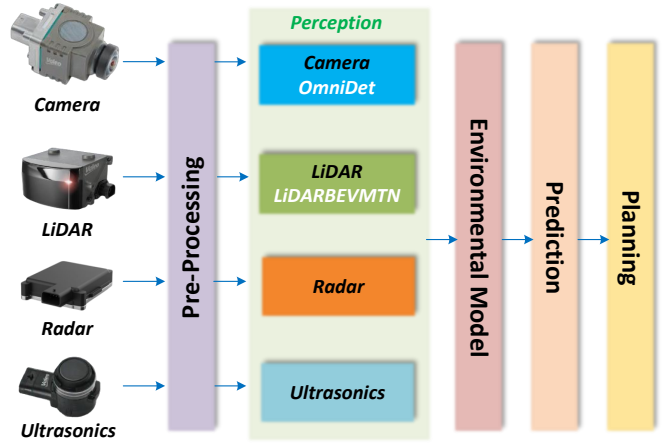 Perception
Camera
OmniDet
Camera
LiDAR
LiDARBEVMTN
LiDAR
Radar
Radar
Ultrasonics
Ultrasonics
Pre-Processing
Environmental Model
Prediction
Planning